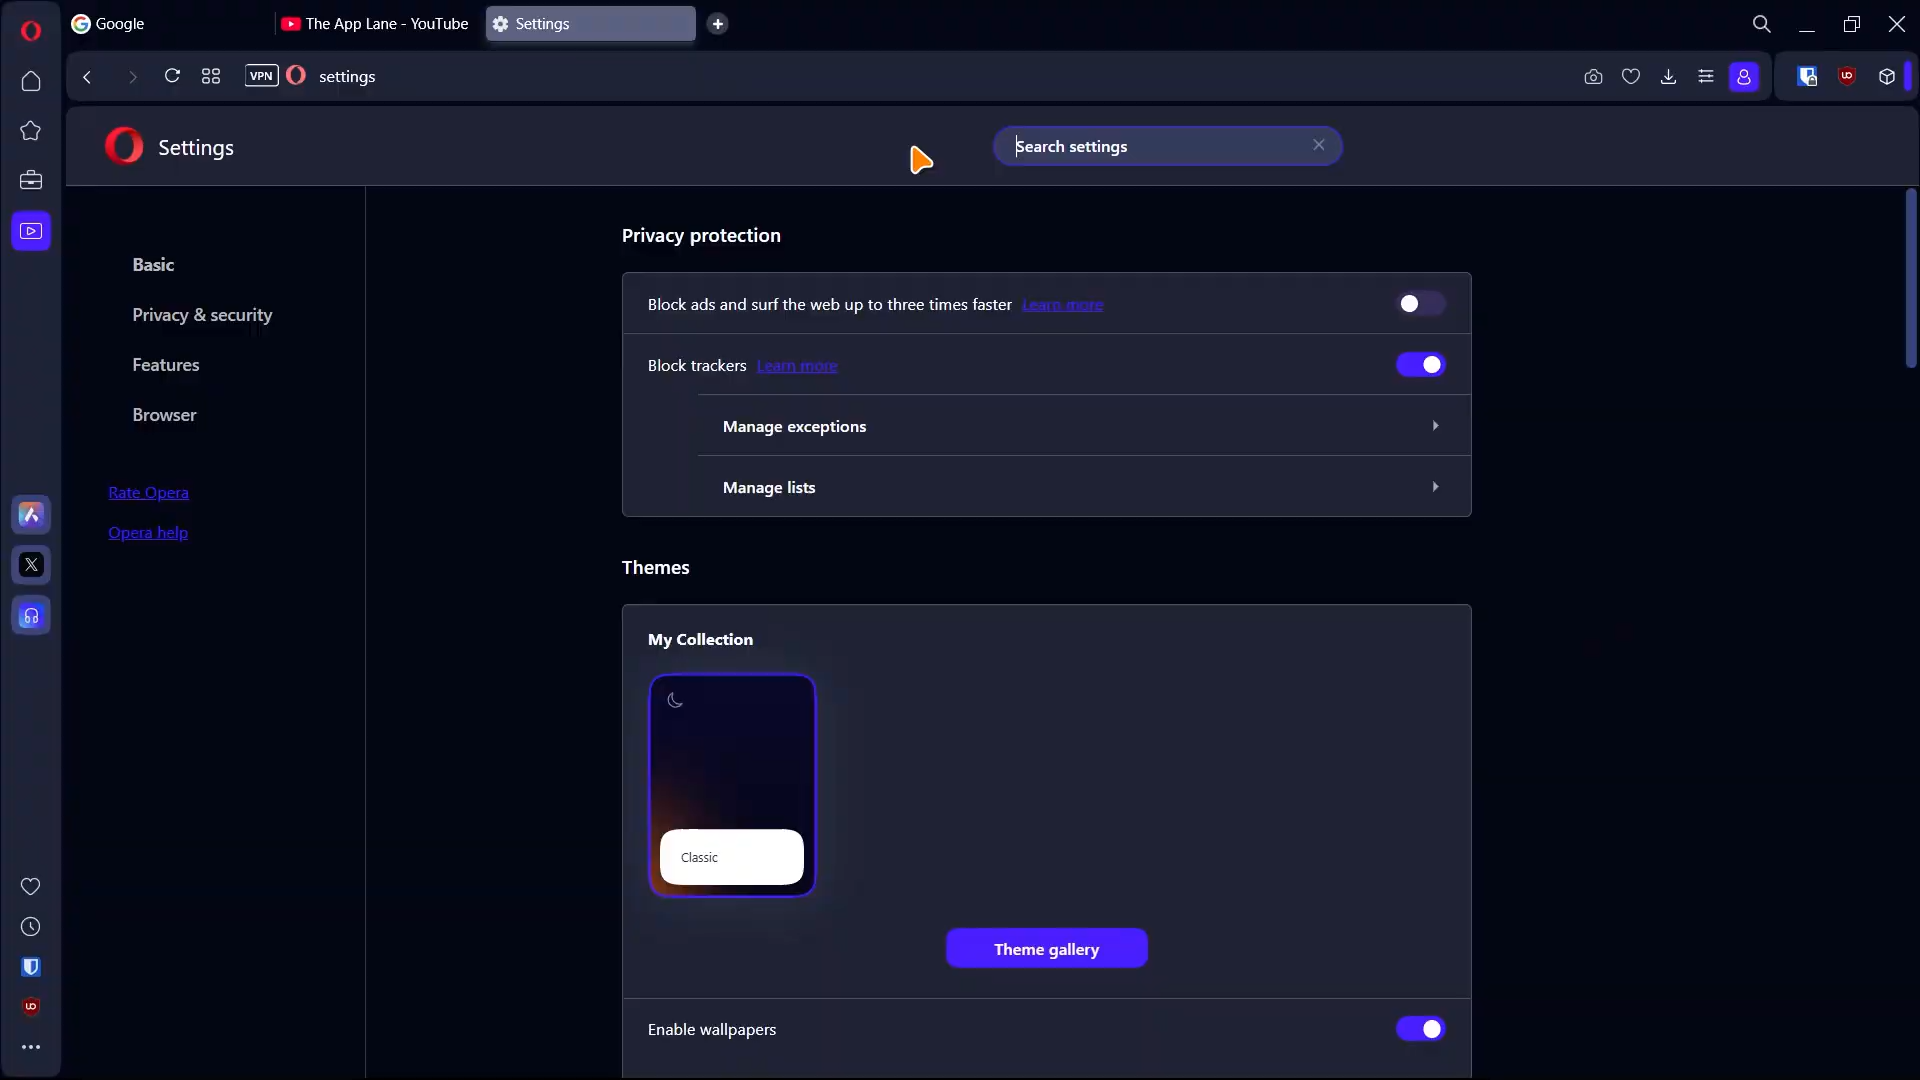 Google
The App Lane - YouTube
Settings
VPN
settings
Settings
Search settings
Basic
Privacy & security
Features
Browser
Rate Opera
Opera help
Privacy protection
Block ads and surf the web up to three times faster Learn more
Block trackers Learn more
Manage exceptions
Manage lists
Themes
My Collection
Classic
Theme gallery
Enable wallpapers